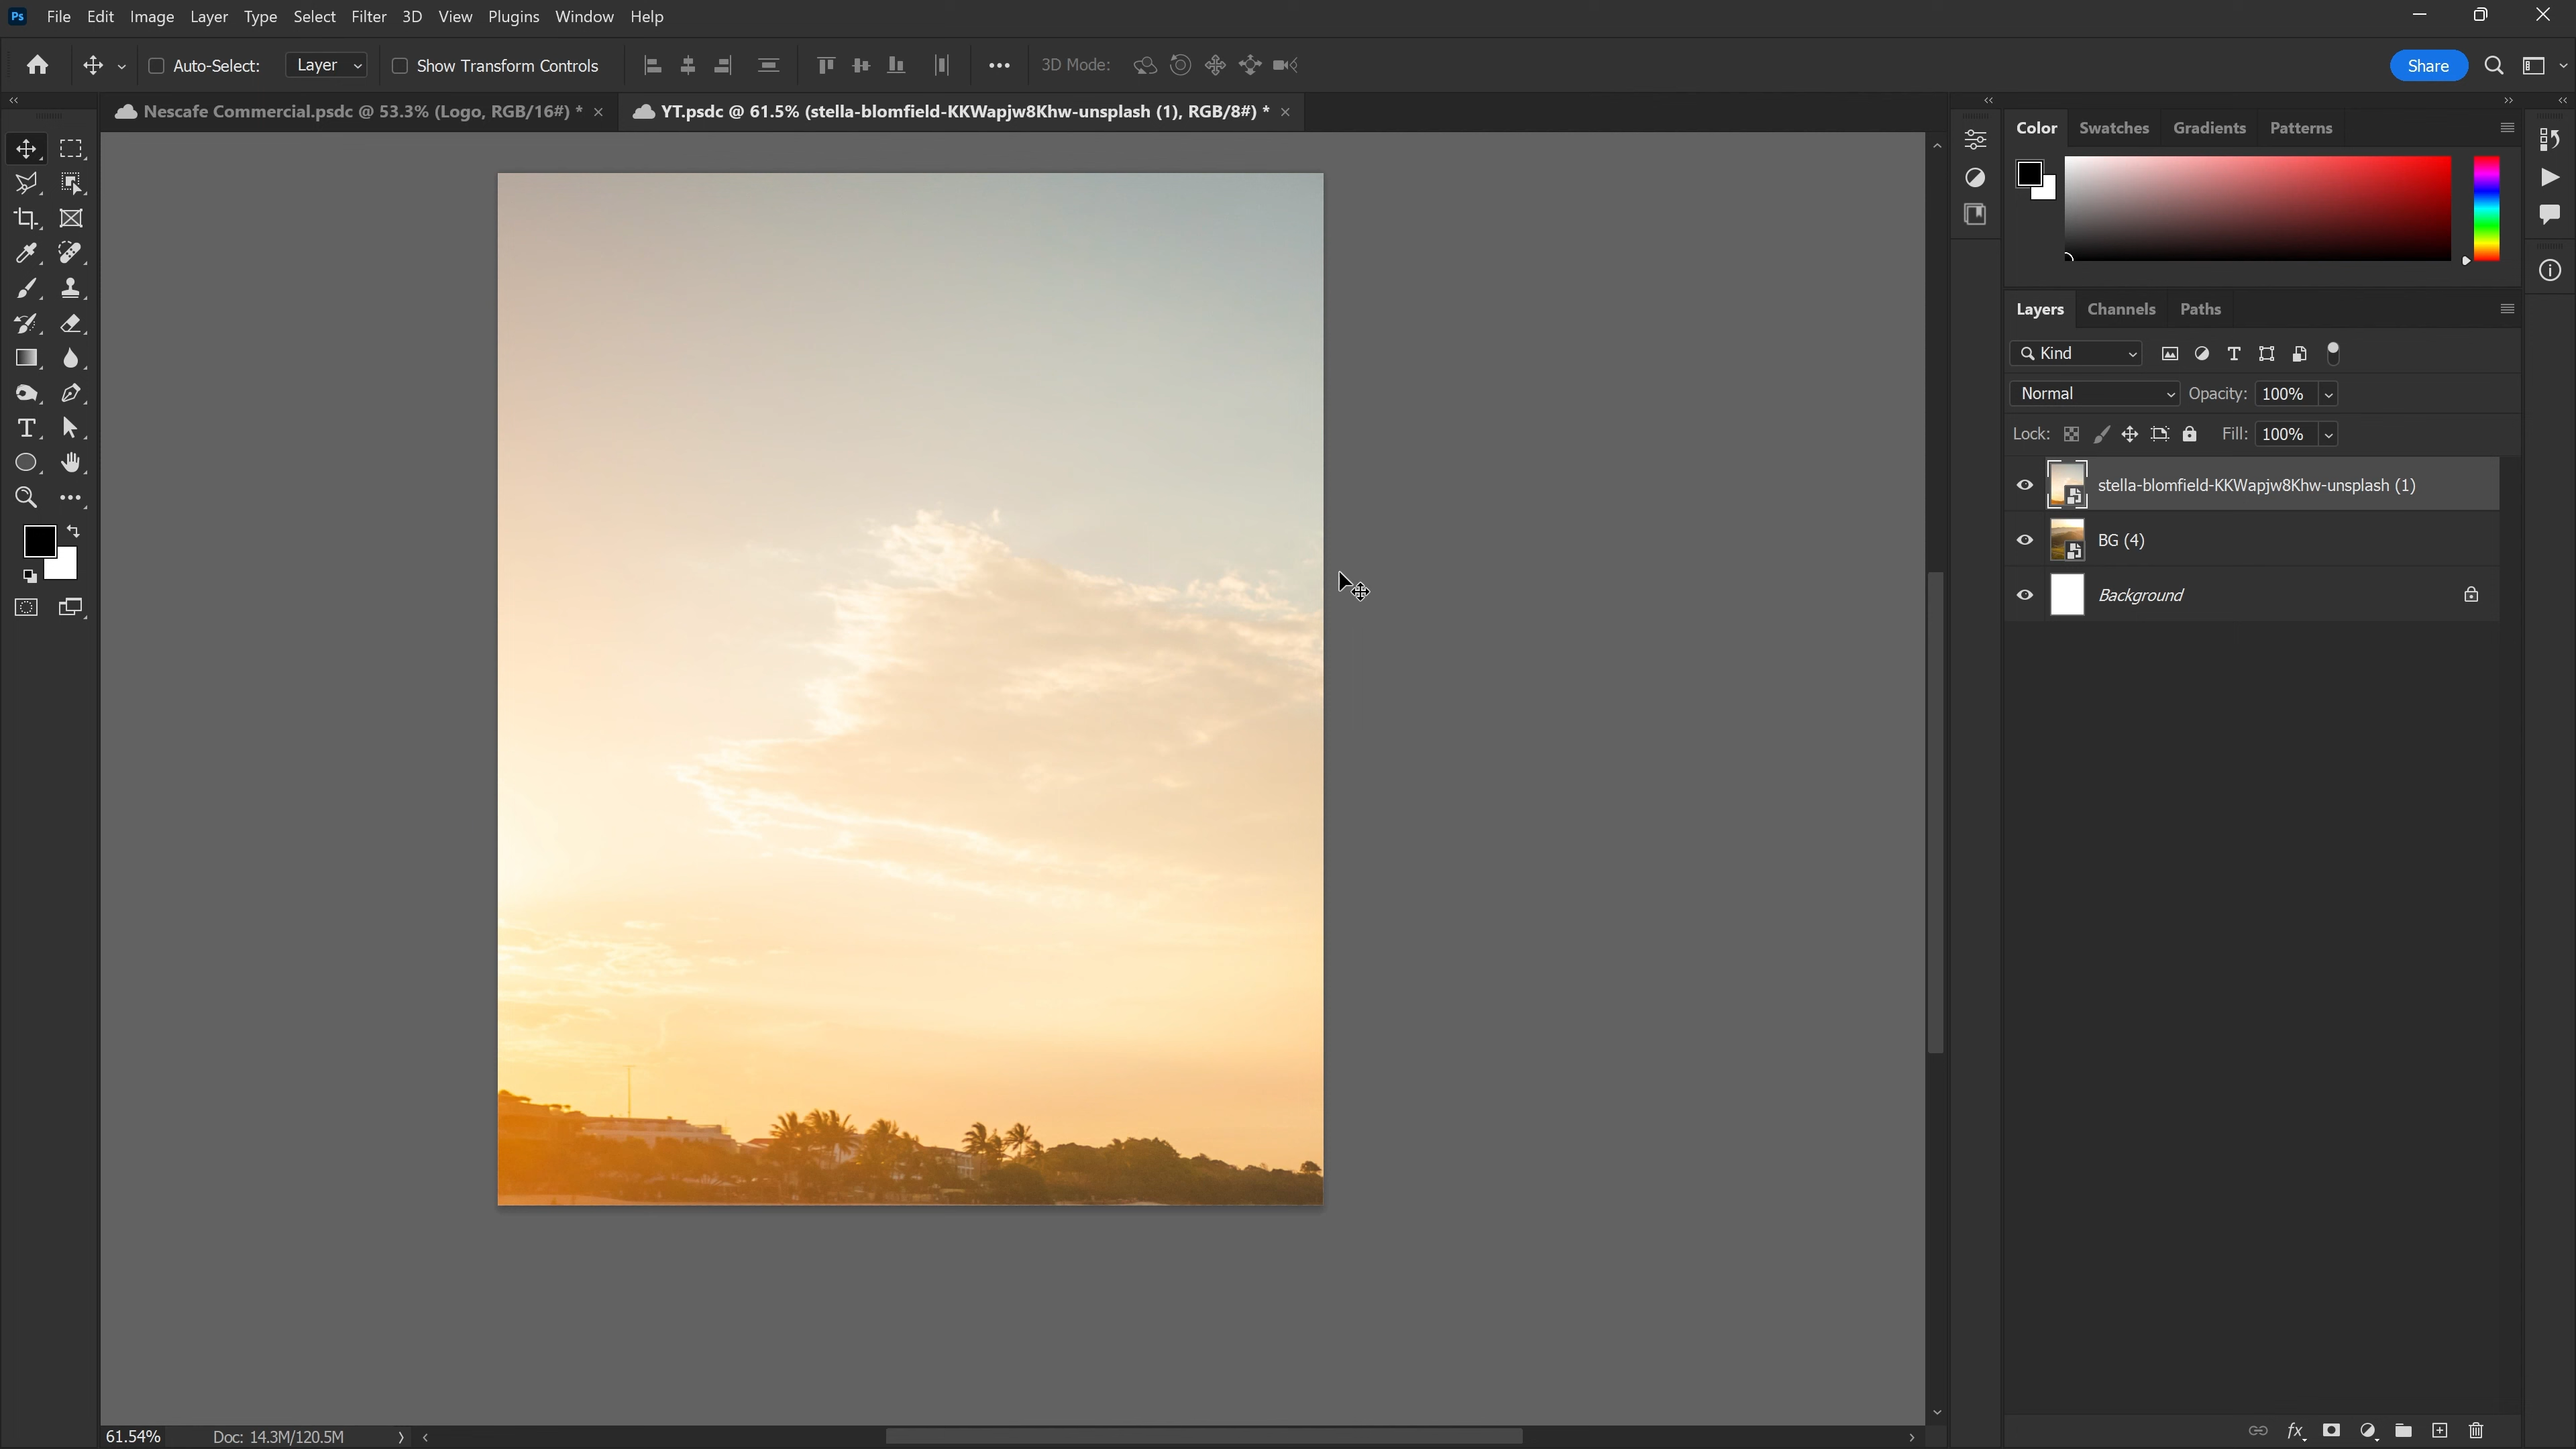 Ps File Edit Image Layer Type Select Filter 3D View Plugins Window Help
Auto-Select: Layer Show Transform Controls 3D Mode: Share
Nescafe Commercial.psdc @ 53.3% (Logo, RGB/16#) * YT.psdc @ 61.5% (stella-blomfield-KKWapjw8Khw-unsplash (1), RGB/8#) *
Color Swatches Gradients Patterns
Layers Channels Paths
Kind
Normal Opacity: 100%
Lock: Fill: 100%
stella-blomfield-KKWapjw8Khw-unsplash (1)
BG (4)
Background
fx
61.54% Doc: 14.3M/120.5M